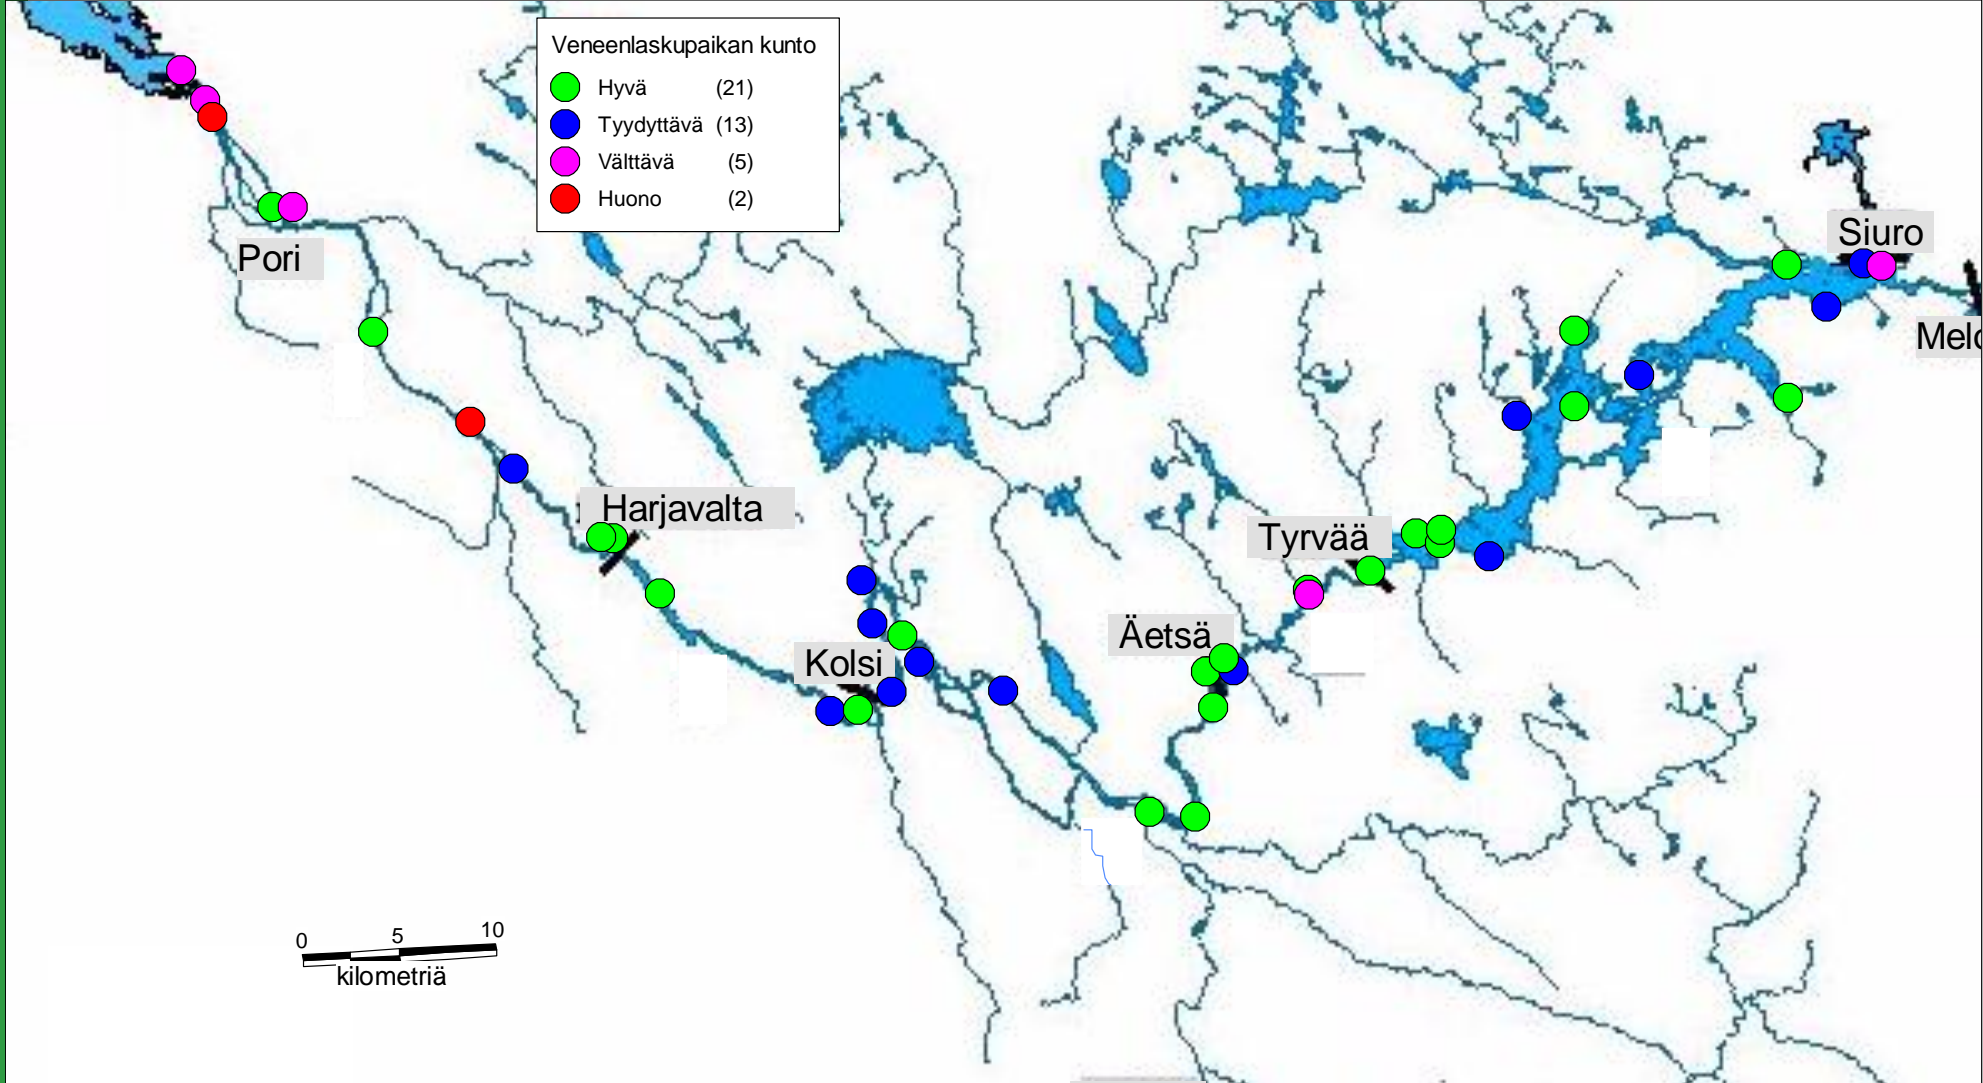 Veneenlaskupaikan kunto
Hyvä (21)
Tyydyttävä (13)
Välttävä (5)
Huono (2)
Siuro
Pori
Melo
Harjavalta
Tyrvää
Äetsä
Kolsi
0 5 10
kilometriä